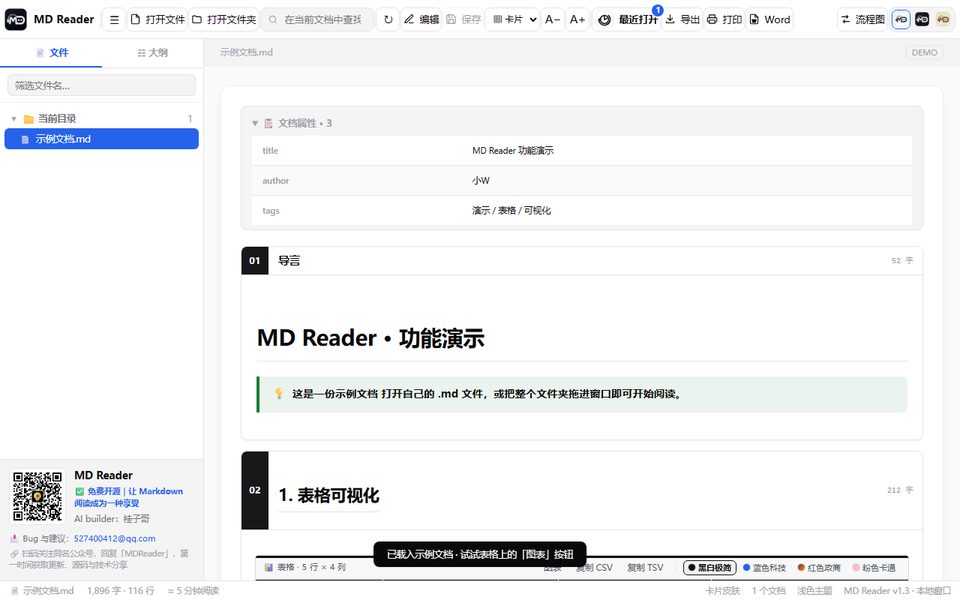 MD Reader
打开文件
打开文件夹
在当前文档中查找
编辑
保存
卡片
A−
A+
最近打开
1
导出
打印
Word
流程图
文件
大纲
示例文档.md
DEMO
筛选文件名...
当前目录
1
示例文档.md
文档属性 • 3
title
MD Reader 功能演示
author
小W
tags
演示 / 表格 / 可视化
01
导言
52 字
MD Reader • 功能演示
这是一份示例文档 打开自己的 .md 文件，或把整个文件夹拖进窗口即可开始阅读。
02
1. 表格可视化
212 字
表格 · 5 行 × 4 列
图表
复制 CSV
复制 TSV
黑白极简
蓝色科技
红色政商
粉色卡通
已载入示例文档 · 试试表格上的「图表」按钮
MD Reader
免费开源 | 让 Markdown
阅读成为一种享受
AI builder：桂子哥
Bug 与建议：527400412@qq.com
扫码关注同名公众号，回复「MDReader」，第
一时间获取更新、源码与技术分享
示例文档.md
1,896 字 · 116 行
≈ 5 分钟阅读
卡片皮肤
1 个文档
浅色主题
MD Reader v1.3 · 本地窗口